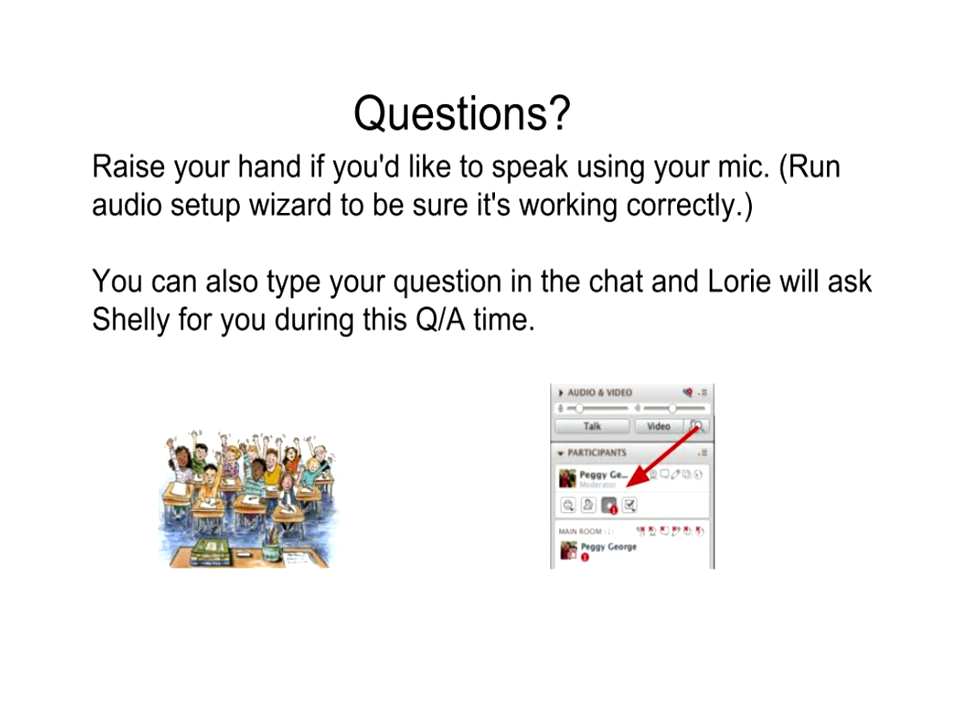 Questions?
Raise your hand if you'd like to speak using your mic. (Run
audio setup wizard to be sure it's working correctly.)
You can also type your question in the chat and Lorie will ask
Shelly for you during this Q/A time.
AUDIO & VIDEO
Talk Video
PARTICIPANTS
Peggy Ge...
Moderator
MAIN ROOM
Peggy George